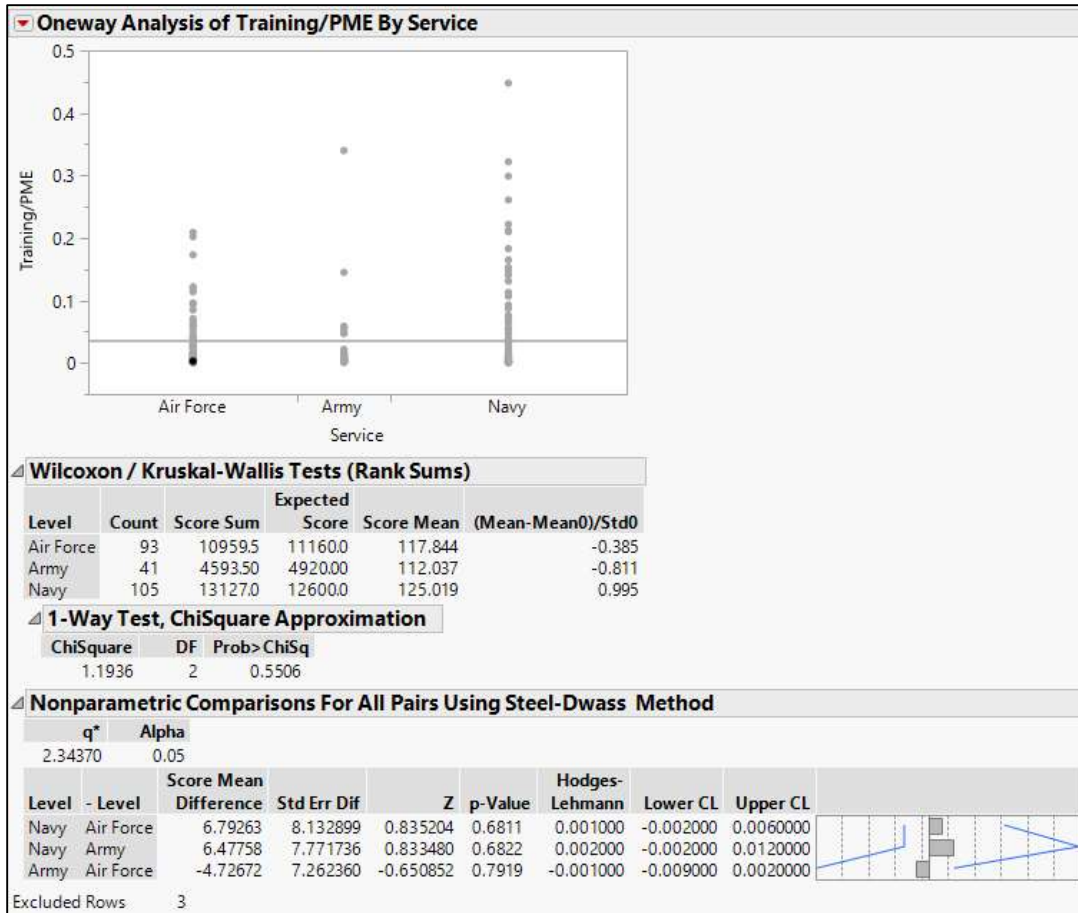 Oneway Analysis of Training/PME By Service
0.5
0.4
0.3
0.2
0.1
0
Training/PME
Air Force Army Navy
Service
Wilcoxon / Kruskal-Wallis Tests (Rank Sums)
Expected
Level Count Score Sum Score Score Mean (Mean-Mean0)/Std0
Air Force 93 10959.5 11160.0 117.844 -0.385
Army 41 4593.50 4920.00 112.037 -0.811
Navy 105 13127.0 12600.0 125.019 0.995
1-Way Test, ChiSquare Approximation
ChiSquare DF Prob>ChiSq
1.1936 2 0.5506
Nonparametric Comparisons For All Pairs Using Steel-Dwass Method
q* Alpha
2.34370 0.05
Score Mean Hodges-
Level - Level Difference Std Err Dif Z p-Value Lehmann Lower CL Upper CL
Navy Air Force 6.79263 8.132899 0.835204 0.6811 0.001000 -0.002000 0.0060000
Navy Army 6.47758 7.771736 0.833480 0.6822 0.002000 -0.002000 0.0120000
Army Air Force -4.72672 7.262360 -0.650852 0.7919 -0.001000 -0.009000 0.0020000
Excluded Rows 3